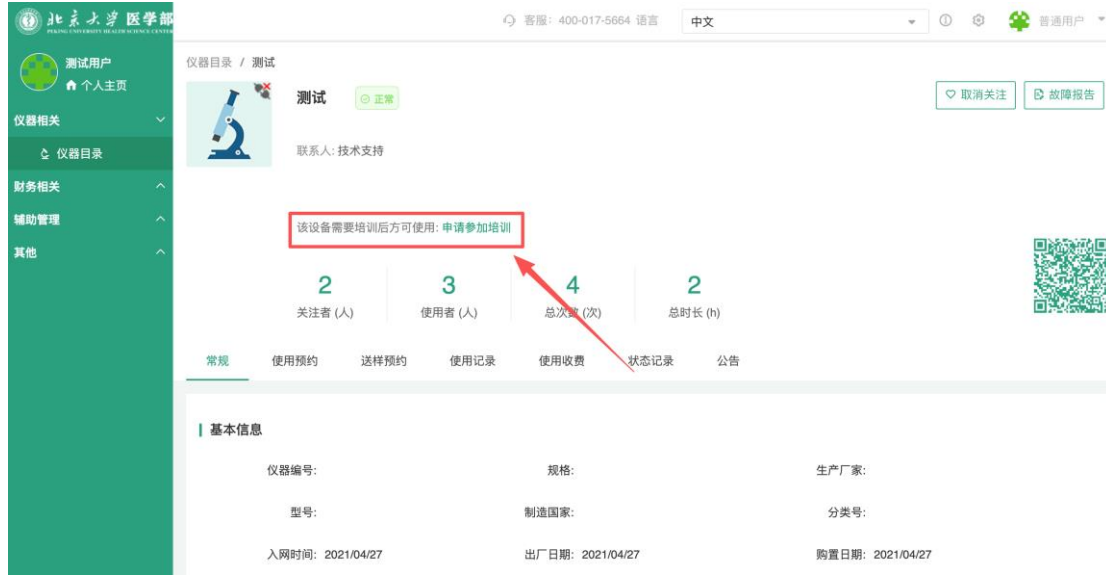 北京大学 医学部
PEKING UNIVERSITY HEALTH SCIENCE CENTER
客服: 400-017-5664 语言 中文
普通用户
测试用户
个人主页
仪器相关
仪器目录
财务相关
辅助管理
其他
仪器目录 / 测试
测试
正常
取消关注
故障报告
联系人: 技术支持
该设备需要培训后方可使用: 申请参加培训
2 3 4 2
关注者 (人) 使用者 (人) 总次数 (次) 总时长 (h)
常规 使用预约 送样预约 使用记录 使用收费 状态记录 公告
基本信息
仪器编号: 规格: 生产厂家:
型号: 制造国家: 分类号:
入网时间: 2021/04/27 出厂日期: 2021/04/27 购置日期: 2021/04/27